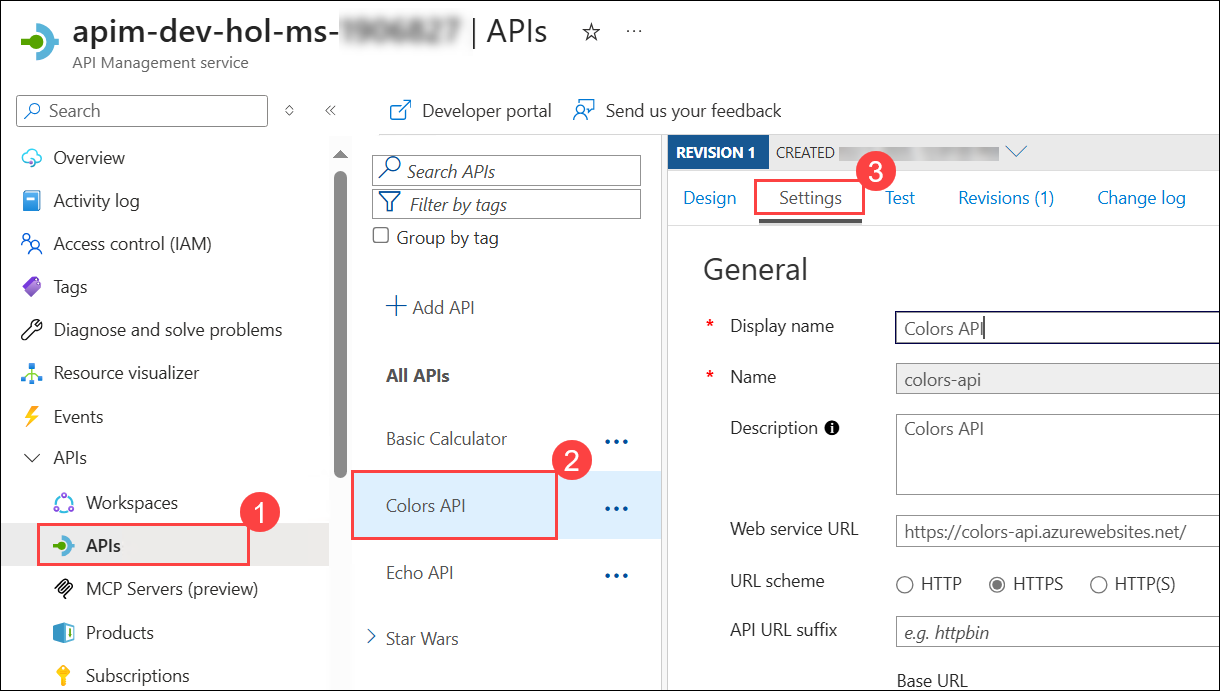 apim-dev-hol-ms- | APIs
API Management service
Search
Overview
Activity log
Access control (IAM)
Tags
Diagnose and solve problems
Resource visualizer
Events
APIs
Workspaces
1
APIs
MCP Servers (preview)
Products
Subscriptions
Developer portal
Send us your feedback
Search APIs
Filter by tags
Group by tag
Add API
All APIs
Basic Calculator
2
Colors API
Echo API
Star Wars
REVISION 1
CREATED
3
Design Settings Test Revisions (1) Change log
General
* Display name Colors API
* Name colors-api
Description Colors API
Web service URL https://colors-api.azurewebsites.net/
URL scheme HTTP HTTPS HTTP(S)
API URL suffix e.g. httpbin
Base URL